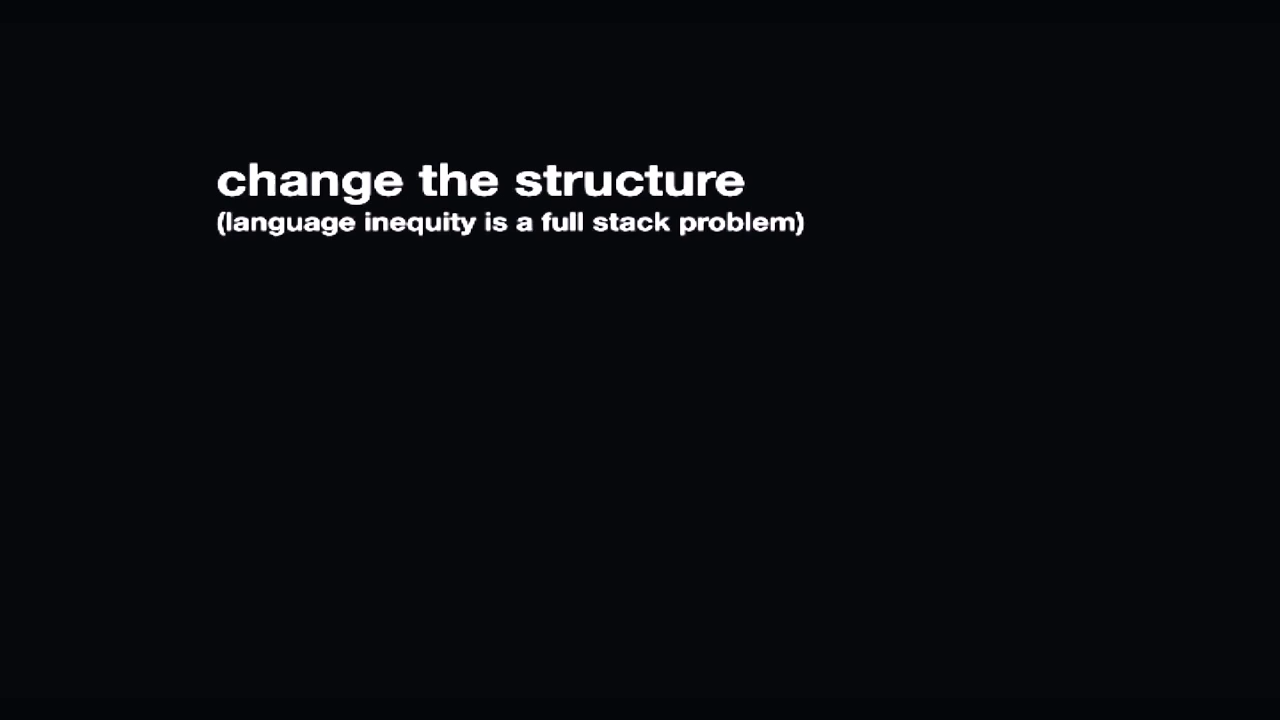 change the structure
(language inequity is a full stack problem)